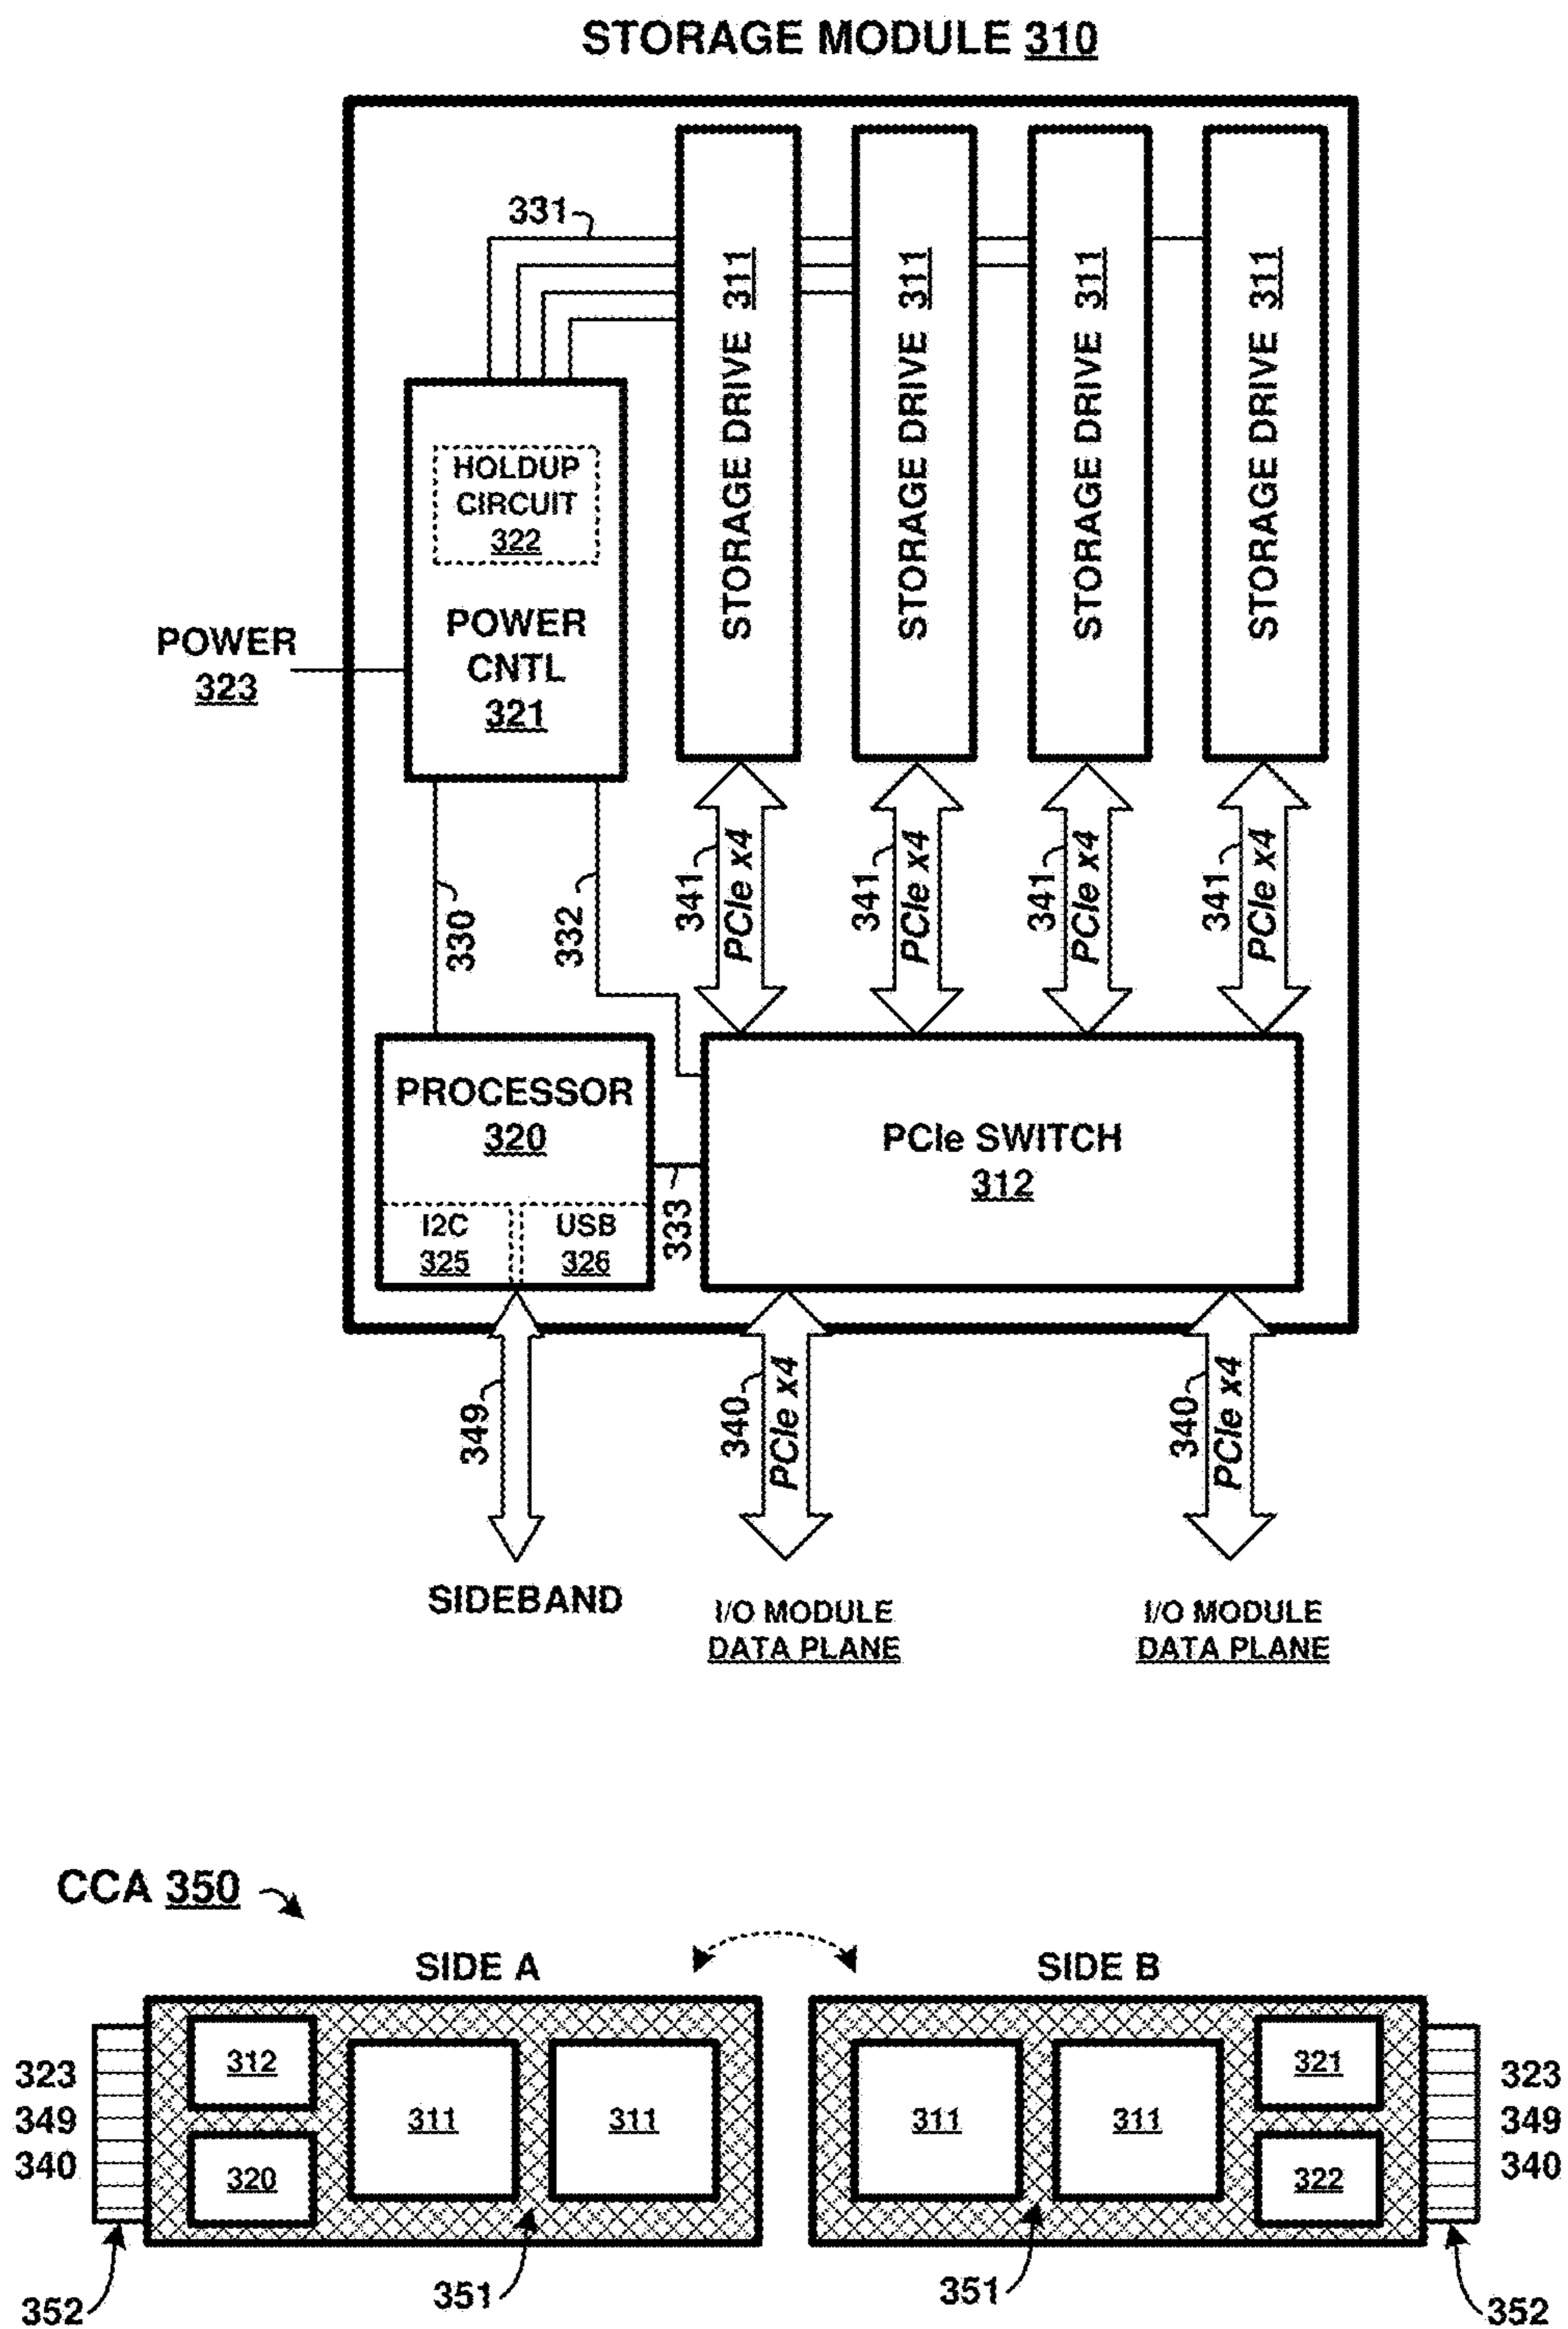 STORAGE MODULE 310
331
STORAGE DRIVE 311
STORAGE DRIVE 311
STORAGE DRIVE 311
STORAGE DRIVE 311
HOLDUP
CIRCUIT
322
POWER
CNTL
321
POWER
323
330
332
341
PCIe x4
341
PCIe x4
341
PCIe x4
341
PCIe x4
PROCESSOR
320
I2C
325
USB
326
333
PCIe SWITCH
312
349
340
PCIe x4
340
PCIe x4
SIDEBAND
I/O MODULE
DATA PLANE
I/O MODULE
DATA PLANE
CCA 350
SIDE A
SIDE B
323
349
340
312
320
311
311
311
311
321
322
323
349
340
352
351
351
352